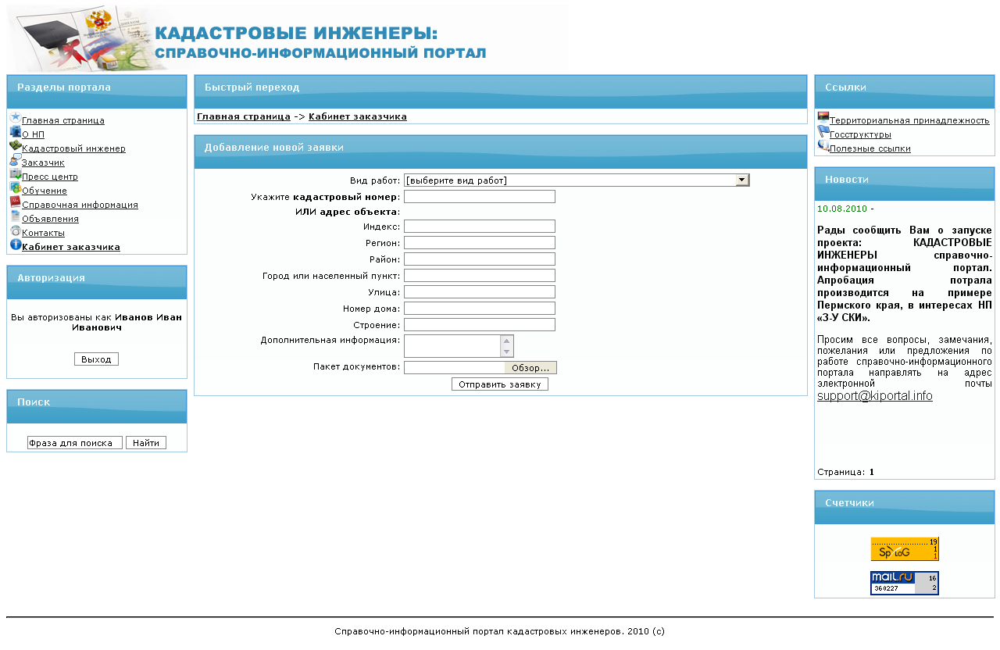 КАДАСТРОВЫЕ ИНЖЕНЕРЫ:
СПРАВОЧНО-ИНФОРМАЦИОННЫЙ ПОРТАЛ
Разделы портала
Главная страница
О НП
Кадастровый инженер
Заказчик
Пресс центр
Обучение
Справочная информация
Объявления
Контакты
Кабинет заказчика
Авторизация
Вы авторизованы как Иванов Иван
Иванович
Выход
Поиск
Фраза для поиска Найти
Быстрый переход
Главная страница -> Кабинет заказчика
Добавление новой заявки
Вид работ: [выберите вид работ]
Укажите кадастровый номер:
ИЛИ адрес объекта:
Индекс:
Регион:
Район:
Город или населенный пункт:
Улица:
Номер дома:
Строение:
Дополнительная информация:
Пакет документов: Обзор...
Отправить заявку
Ссылки
Территориальная принадлежность
Госструктуры
Полезные ссылки
Новости
10.08.2010 -
Рады сообщить Вам о запуске
проекта: КАДАСТРОВЫЕ
ИНЖЕНЕРЫ справочно-
информационный портал.
Апробация потрала
производится на примере
Пермского края, в интересах НП
«З-У СКИ».
Просим все вопросы, замечания,
пожелания или предложения по
работе справочно-информационного
портала направлять на адрес
электронной почты
support@kiportal.info
Страница: 1
Счетчики
19
SpyLOG 1
1
mail.ru 16
360227 2
Справочно-информационный портал кадастровых инженеров. 2010 (c)